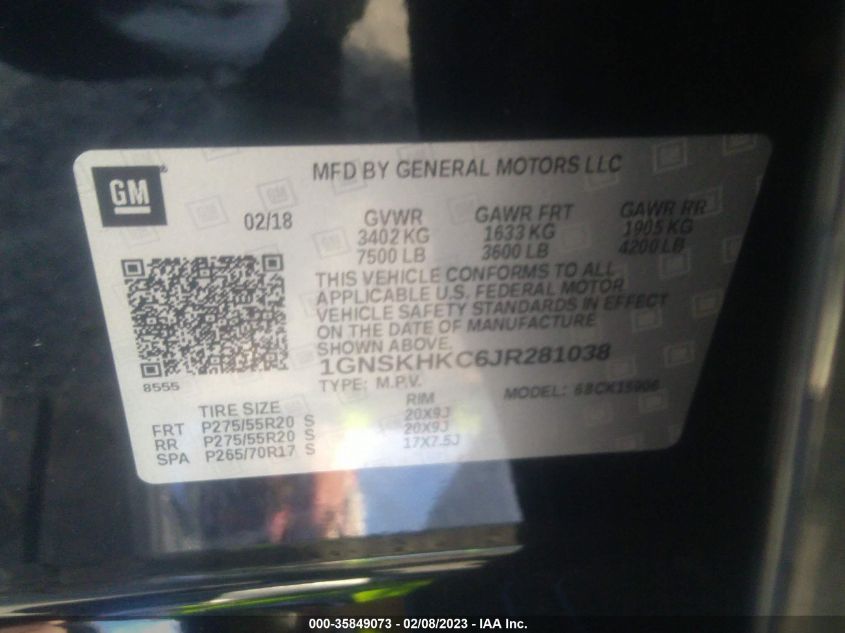 GM
MFD BY GENERAL MOTORS LLC
02/18
GVWR GAWR FRT GAWR RR
3402 KG 1633 KG 1905 KG
7500 LB 3600 LB 4200 LB
THIS VEHICLE CONFORMS TO ALL
APPLICABLE U.S. FEDERAL MOTOR
VEHICLE SAFETY STANDARDS IN EFFECT
ON THE DATE OF MANUFACTURE
SHOWN ABOVE.
1GNSKHKC6JR281038
8555
TYPE: M.P.V. MODEL:
TIRE SIZE RIM
FRT P275/55R20 S 20X9J
RR P275/55R20 S 20X9J
SPA P265/70R17 S 17X7.5J
000-35849073 — 02/08/2023 — IAA Inc.